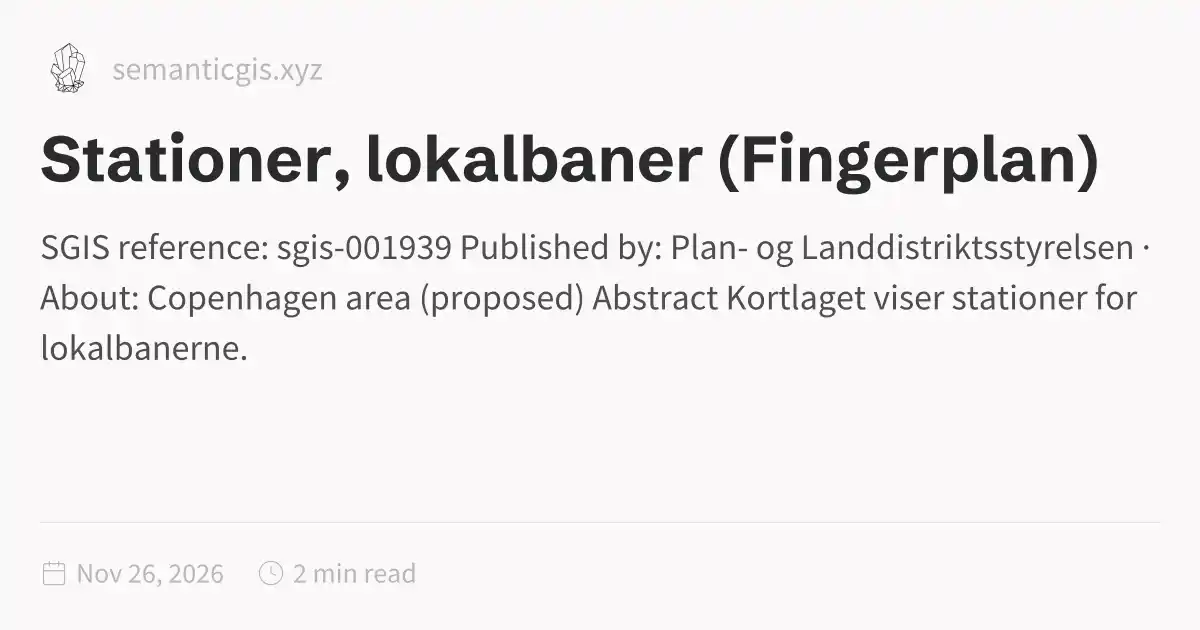 semanticgis.xyz
Stationer, lokalbaner (Fingerplan)
SGIS reference: sgis-001939 Published by: Plan- og Landdistriktsstyrelsen ·
About: Copenhagen area (proposed) Abstract Kortlaget viser stationer for
lokalbanerne.
Nov 26, 2026 2 min read